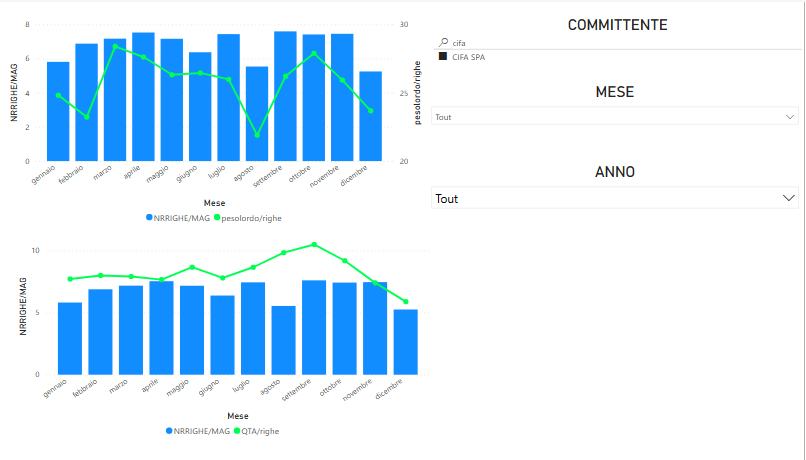 8
6
4
2
0
30
25
20
NRRIGHE/MAG
pesolordo/righe
gennaio
febbraio
marzo
aprile
maggio
giugno
luglio
agosto
settembre
ottobre
novembre
dicembre
Mese
NRRIGHE/MAG pesolordo/righe
10
5
0
NRRIGHE/MAG
gennaio
febbraio
marzo
aprile
maggio
giugno
luglio
agosto
settembre
ottobre
novembre
dicembre
Mese
NRRIGHE/MAG QTA/righe
COMMITTENTE
cifa
CIFA SPA
MESE
Tout
ANNO
Tout